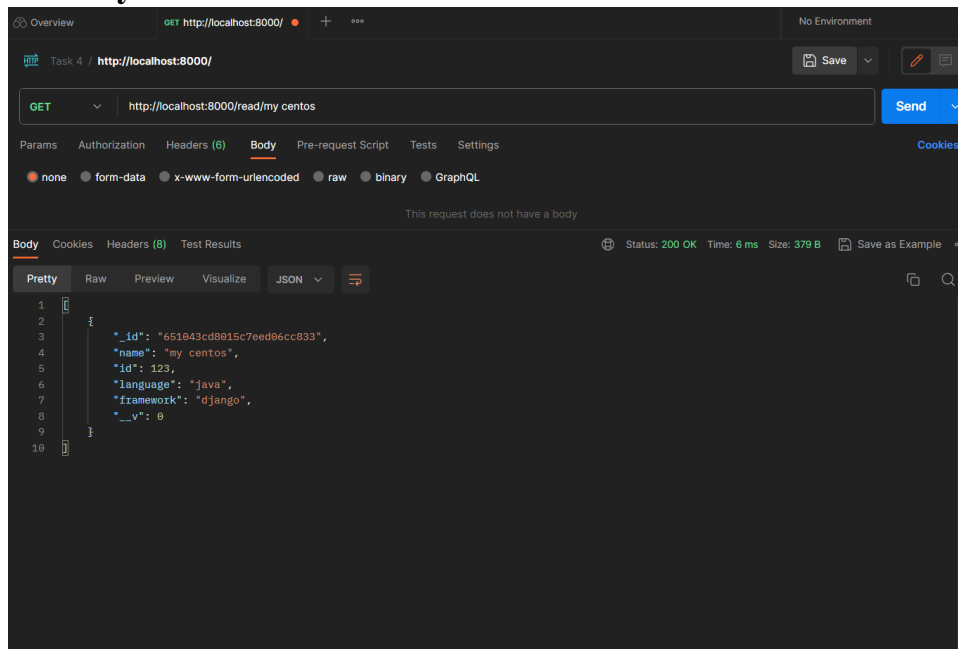 Overview GET http://localhost:8000/ + ••• No Environment
HTTP Task 4 / http://localhost:8000/ Save
GET http://localhost:8000/read/my centos Send
Params Authorization Headers (6) Body Pre-request Script Tests Settings Cookies
none form-data x-www-form-urlencoded raw binary GraphQL
This request does not have a body
Body Cookies Headers (8) Test Results Status: 200 OK Time: 6 ms Size: 379 B Save as Example
Pretty Raw Preview Visualize JSON
1 [
2 {
3 "_id": "651043cd8015c7eed06cc833",
4 "name": "my centos",
5 "id": 123,
6 "language": "java",
7 "framework": "django",
8 "__v": 0
9 }
10 ]